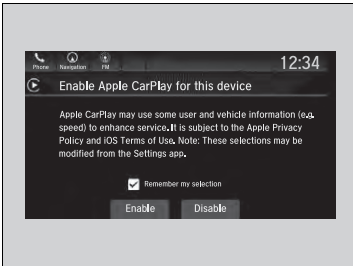 Phone Navigation FM 12:34
Enable Apple CarPlay for this device
Apple CarPlay may use some user and vehicle information (e.g.
speed) to enhance service. It is subject to the Apple Privacy
Policy and iOS Terms of Use. Note: These selections may be
modified from the Settings app.
Remember my selection
Enable Disable